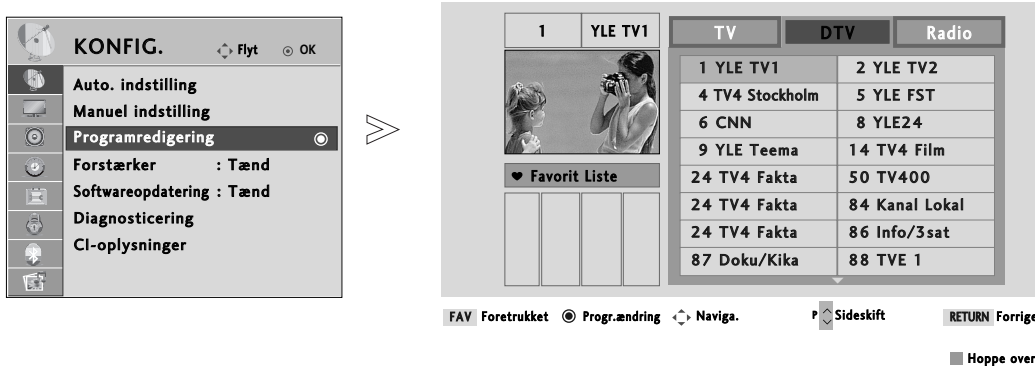 KONFIG. Flyt OK
Auto. indstilling
Manuel indstilling
Programredigering
Forstærker : Tænd
Softwareopdatering : Tænd
Diagnosticering
CI-oplysninger
1 YLE TV1
Favorit Liste
TV DTV Radio
1 YLE TV1 2 YLE TV2
4 TV4 Stockholm 5 YLE FST
6 CNN 8 YLE24
9 YLE Teema 14 TV4 Film
24 TV4 Fakta 50 TV400
24 TV4 Fakta 84 Kanal Lokal
24 TV4 Fakta 86 Info/3sat
87 Doku/Kika 88 TVE 1
FAV Foretrukket Progr.ændring Naviga. P Sideskift RETURN Forrige
Hoppe over